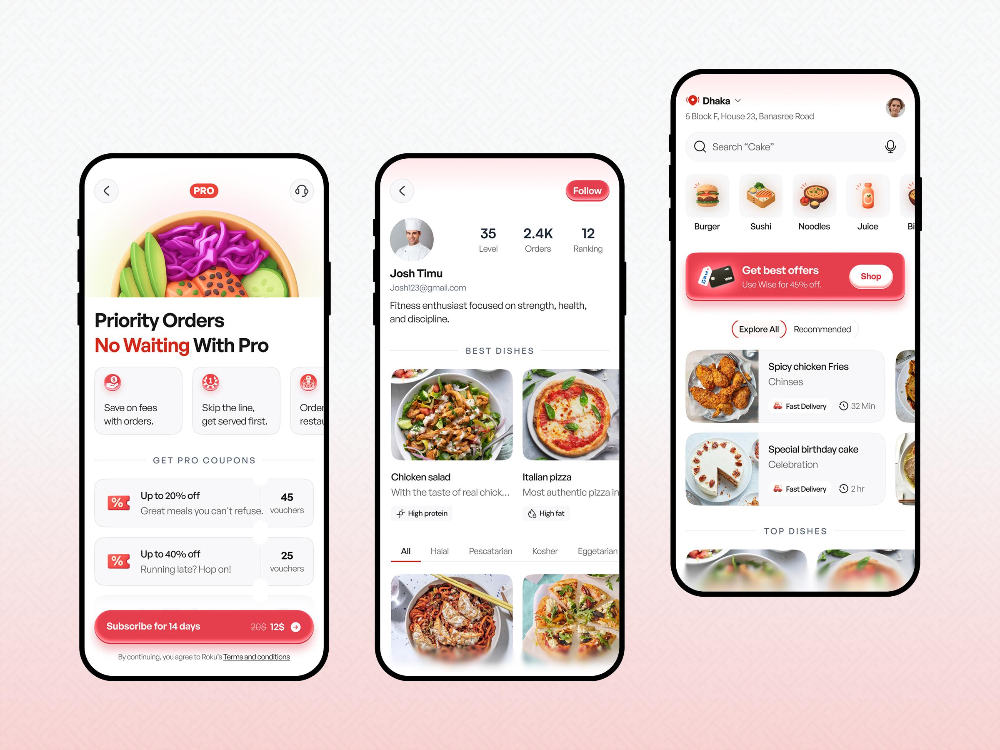 PRO
Priority Orders
No Waiting With Pro
Save on fees
with orders.
Skip the line,
get served first.
GET PRO COUPONS
%
Up to 20% off
Great meals you can't refuse.
45
vouchers
%
Up to 40% off
Running late? Hop on!
25
vouchers
Subscribe for 14 days
20$ 12$
By continuing, you agree to Roku's Terms and conditions
Follow
35
Level
2.4K
Orders
12
Ranking
Josh Timu
Josh123@gmail.com
Fitness enthusiast focused on strength, health,
and discipline.
BEST DISHES
Chicken salad
With the taste of real chick...
High protein
Italian pizza
Most authentic pizza in
High fat
All
Halal
Pescatarian
Kosher
Eggetarian
Dhaka
5 Block F, House 23, Banasree Road
Search “Cake”
Burger
Sushi
Noodles
Juice
3
6
12
VISA
Get best offers
Use Wise for 45% off.
Shop
Explore All
Recommended
Spicy chicken Fries
Chinses
Fast Delivery
32 Min
Special birthday cake
Celebration
Fast Delivery
2 hr
TOP DISHES